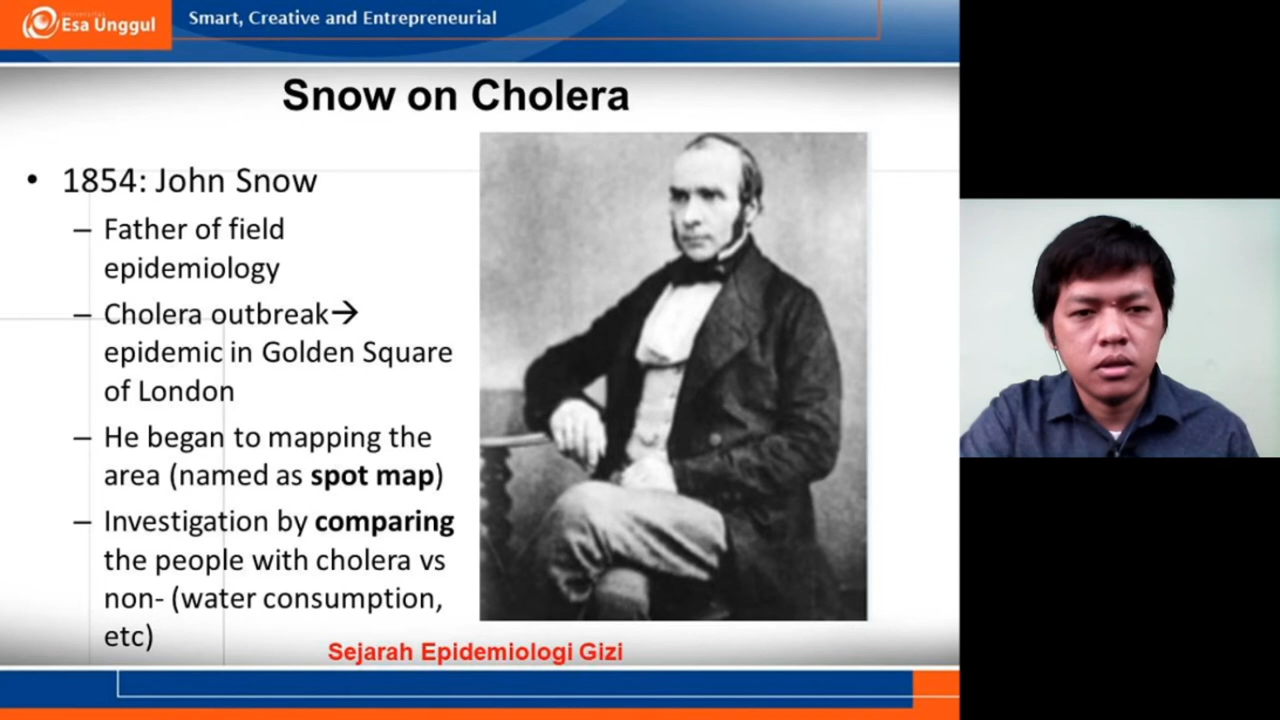 Universitas
Esa Unggul
Smart, Creative and Entrepreneurial
Snow on Cholera
• 1854: John Snow
– Father of field
epidemiology
– Cholera outbreak→
epidemic in Golden Square
of London
– He began to mapping the
area (named as spot map)
– Investigation by comparing
the people with cholera vs
non- (water consumption,
etc)
Sejarah Epidemiologi Gizi